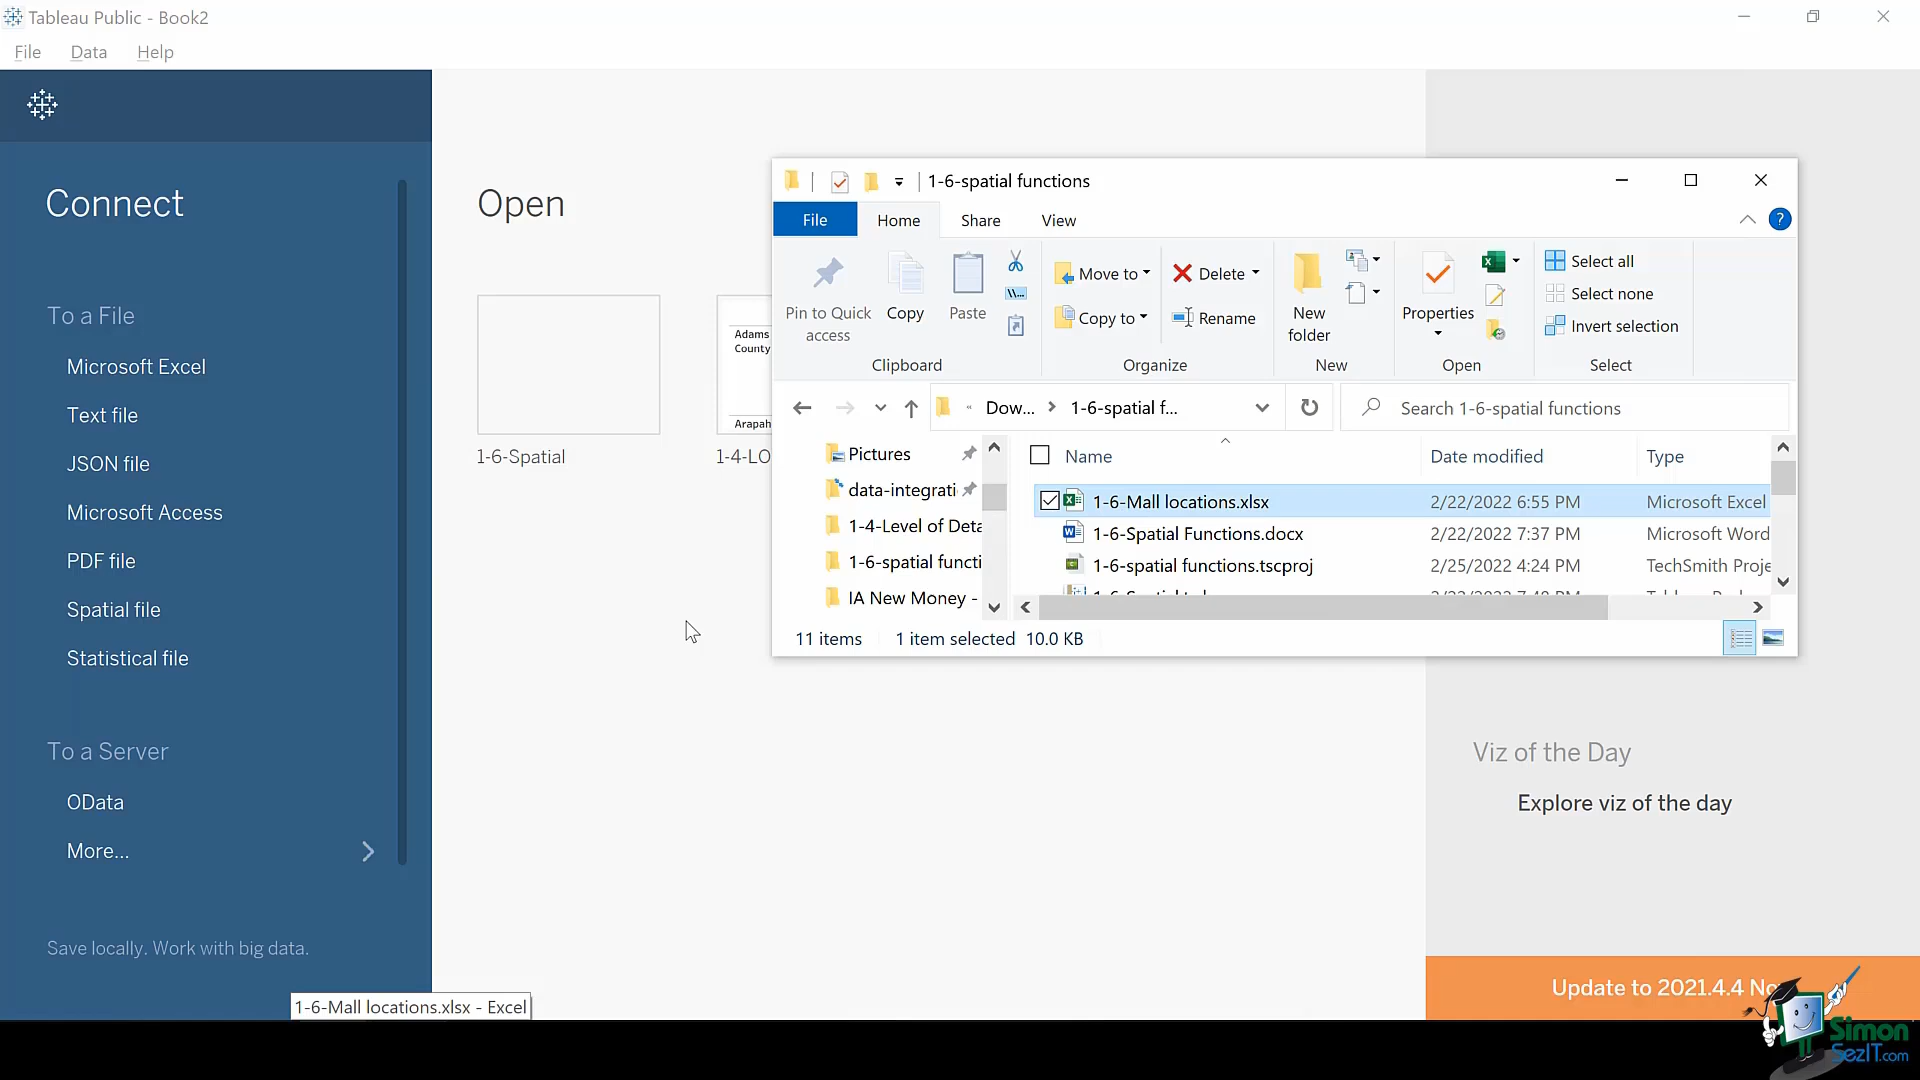 Tableau Public - Book2
File Data Help
Connect
To a File
Microsoft Excel
Text file
JSON file
Microsoft Access
PDF file
Spatial file
Statistical file
To a Server
OData
More...
Save locally. Work with big data.
1-6-Mall locations.xlsx - Excel
Open
1-6-Spatial
Adams
County
Arapah
1-4-LO
1-6-spatial functions
File Home Share View
?
Pin to Quick
access
Copy
Paste
Clipboard
Move to
Copy to
Delete
Rename
Organize
New
folder
New
Properties
Open
Select all
Select none
Invert selection
Select
« Dow... 1-6-spatial f...
Search 1-6-spatial functions
Pictures
data-integrati
1-4-Level of Deta
1-6-spatial functi
IA New Money -
Name Date modified Type
1-6-Mall locations.xlsx 2/22/2022 6:55 PM Microsoft Excel
1-6-Spatial Functions.docx 2/22/2022 7:37 PM Microsoft Word
1-6-spatial functions.tscproj 2/25/2022 4:24 PM TechSmith Proje
11 items 1 item selected 10.0 KB
Viz of the Day
Explore viz of the day
Update to 2021.4.4 No
Simon
SezIT.com